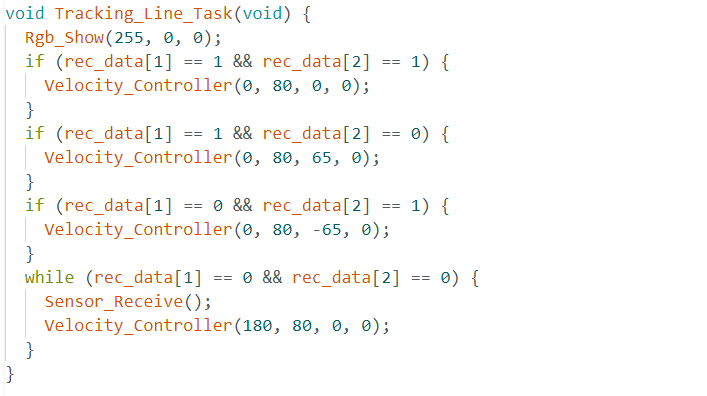 void Tracking_Line_Task(void) {
  Rgb_Show(255, 0, 0);
  if (rec_data[1] == 1 && rec_data[2] == 1) {
    Velocity_Controller(0, 80, 0, 0);
  }
  if (rec_data[1] == 1 && rec_data[2] == 0) {
    Velocity_Controller(0, 80, 65, 0);
  }
  if (rec_data[1] == 0 && rec_data[2] == 1) {
    Velocity_Controller(0, 80, -65, 0);
  }
  while (rec_data[1] == 0 && rec_data[2] == 0) {
    Sensor_Receive();
    Velocity_Controller(180, 80, 0, 0);
  }
}